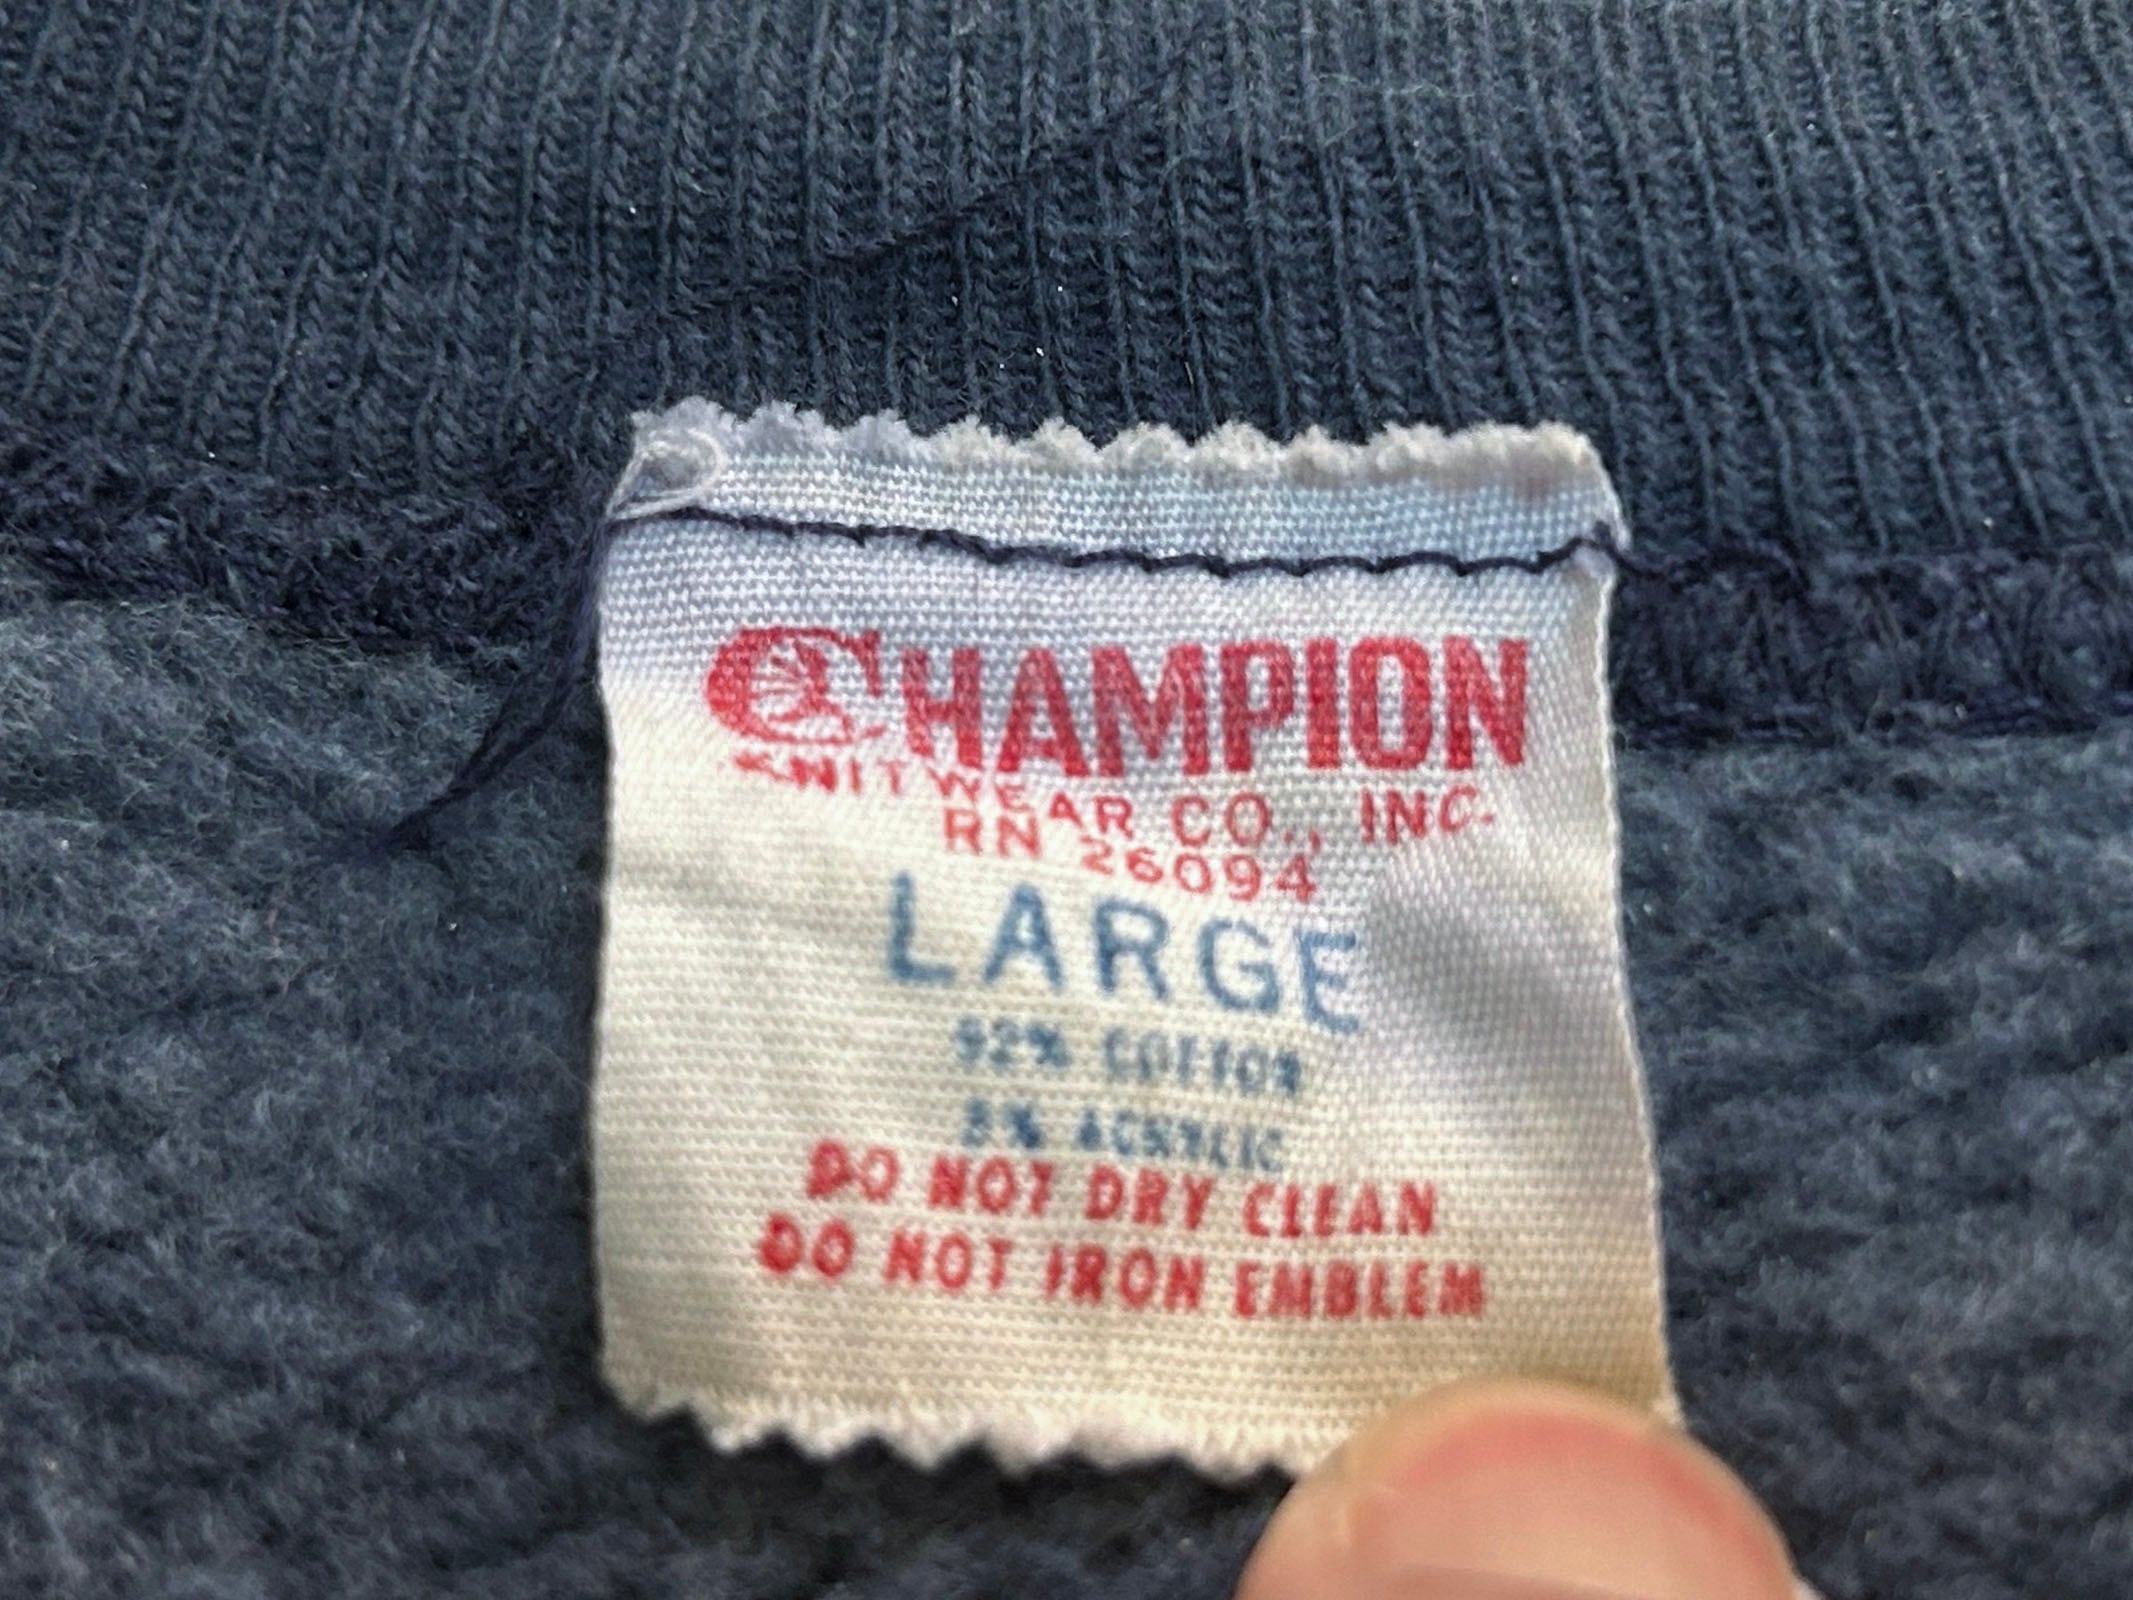 CHAMPION
KNITWEAR CO., INC.
RN 26094
LARGE
92% COTTON
8% ACRYLIC
DO NOT DRY CLEAN
DO NOT IRON EMBLEM